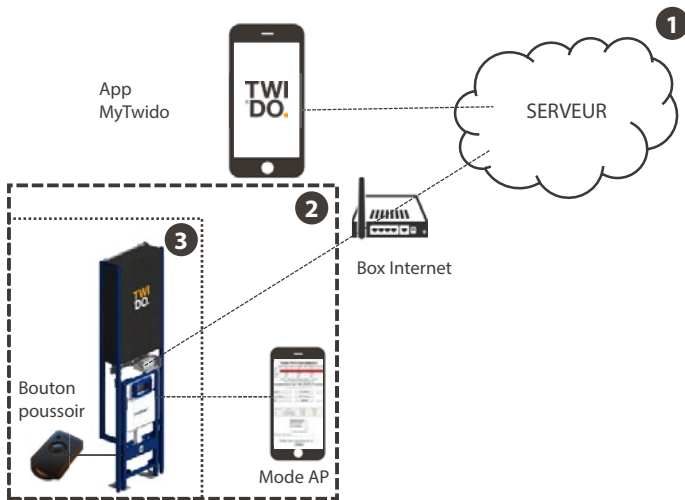 1
App
MyTwido
TWI
DO.
SERVEUR
2
3
TWI
DO.
Box Internet
Bouton
poussoir
Mode AP